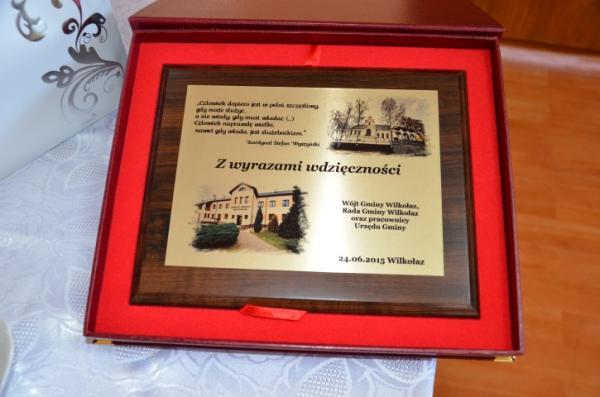 „Człowiek dopiero jest w pełni szczęśliwy,
gdy może służyć,
a nie wtedy gdy musi władać (...)
Człowiek naprawdę wielki,
nawet gdy włada, jest służebnikiem."
Kardynał Stefan Wyszyński
Z wyrazami wdzięczności
Wójt Gminy Wilkołaz,
Rada Gminy Wilkołaz
oraz pracownicy
Urzędu Gminy
24.06.2015 Wilkołaz